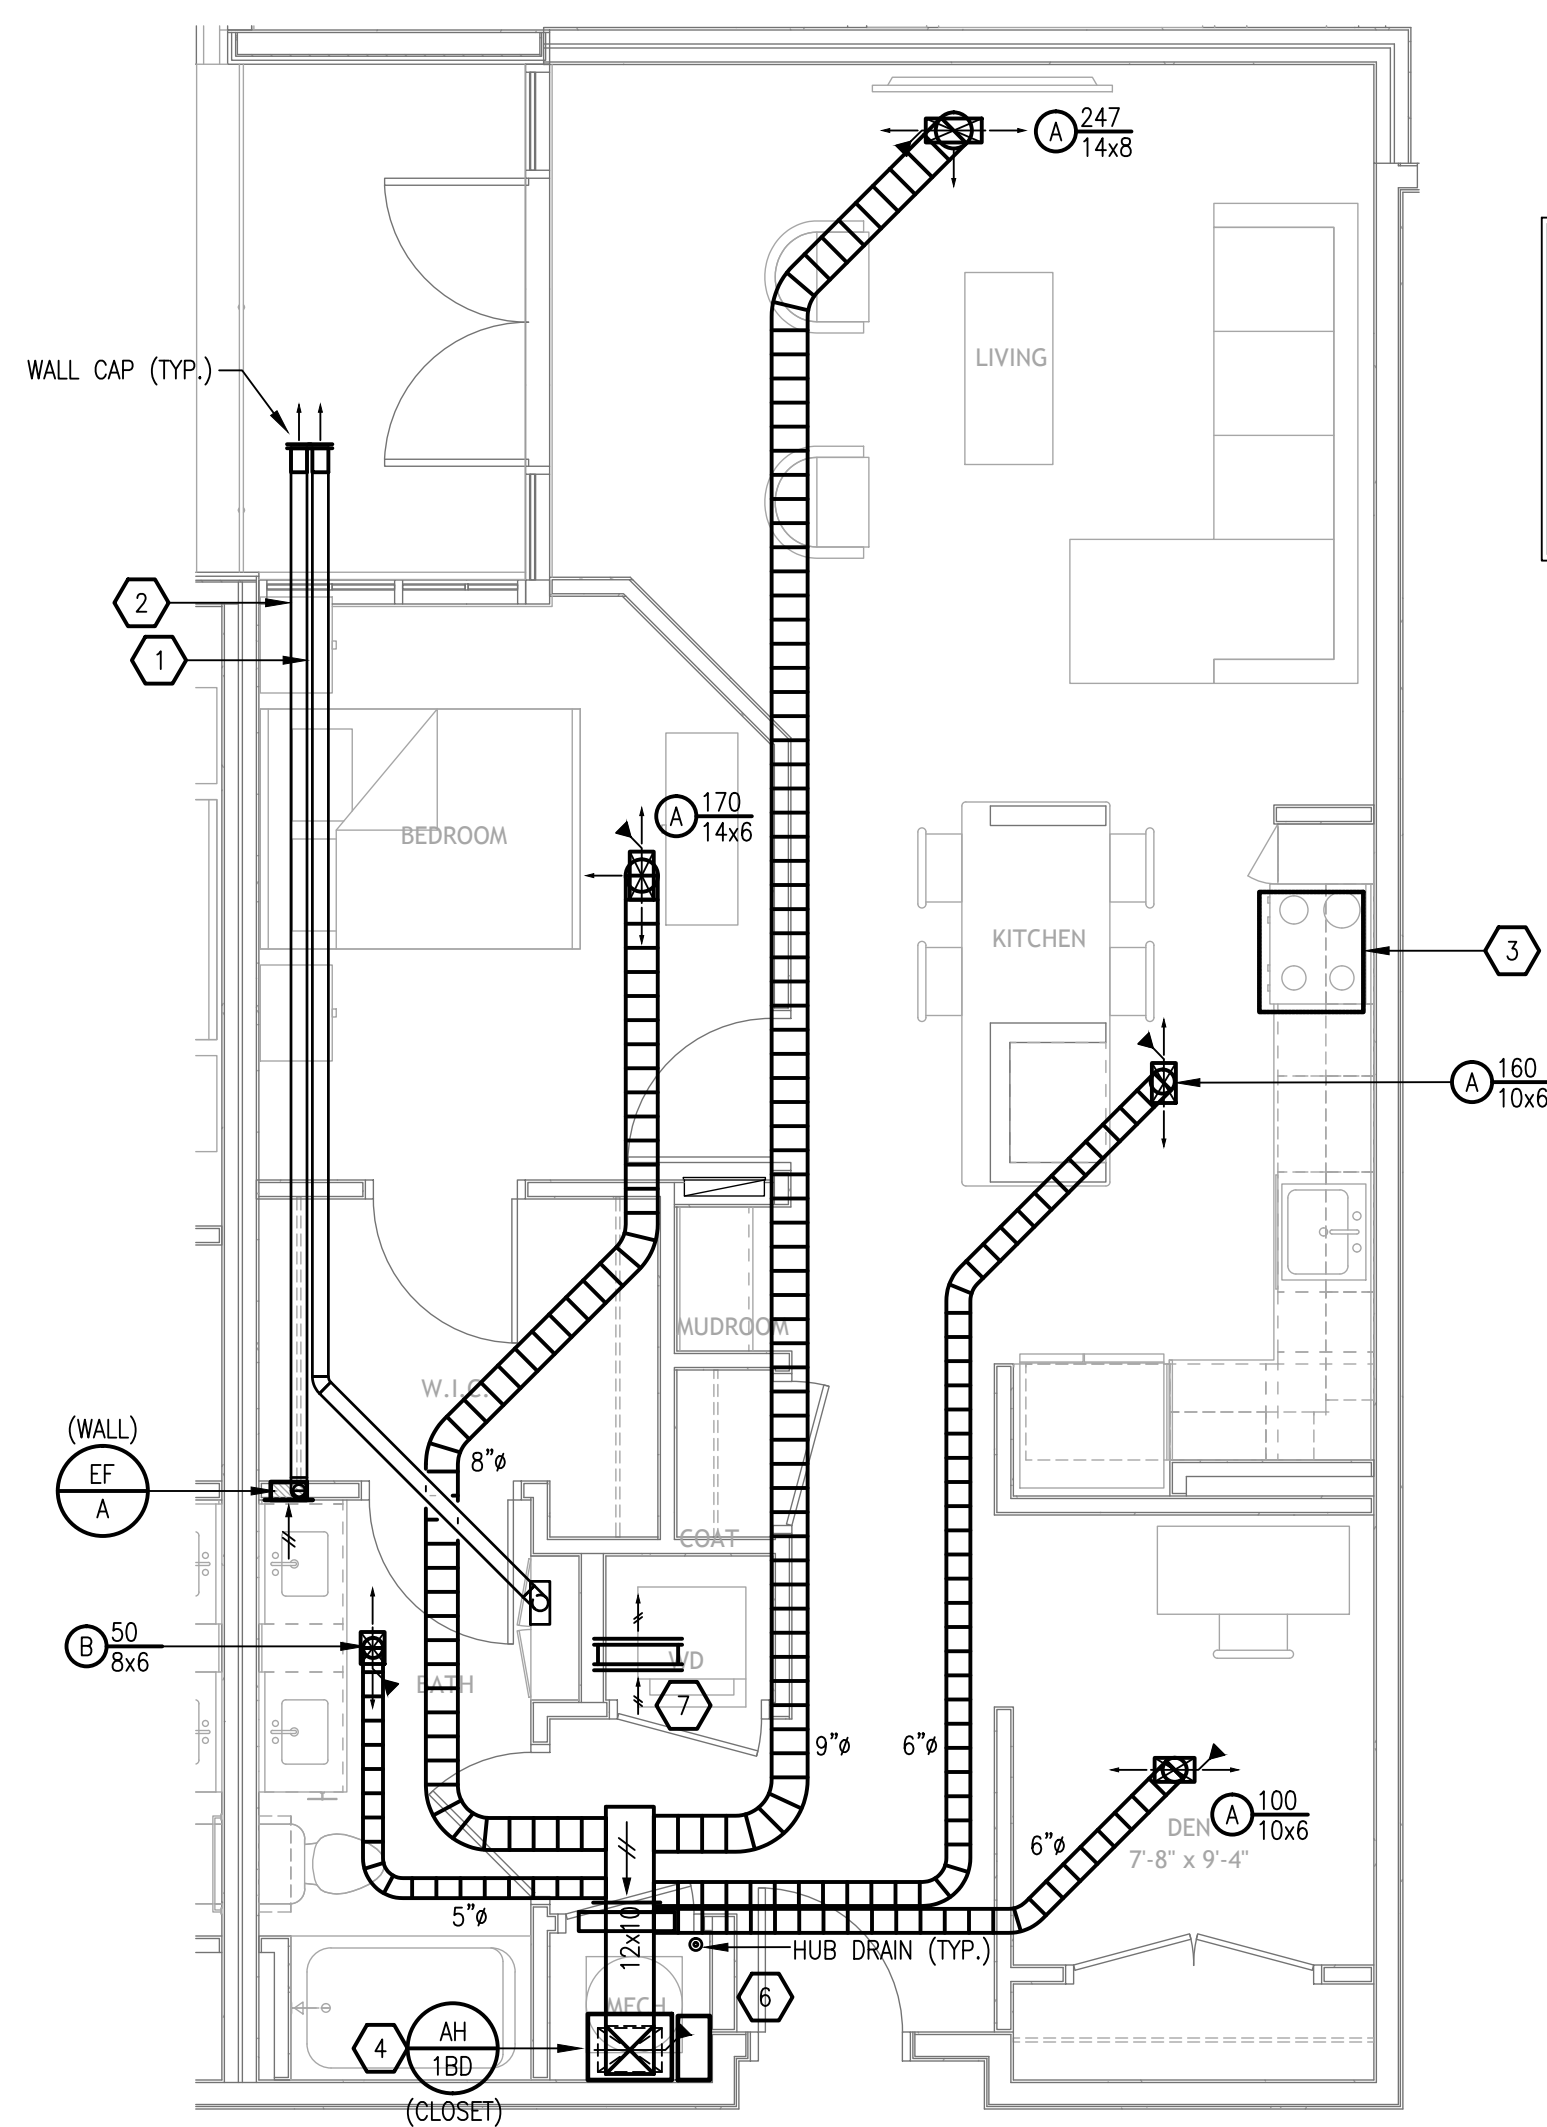 A 247
14x8
LIVING
WALL CAP (TYP.)
2
1
A 170
14x6
BEDROOM
KITCHEN
3
A 160
10x6
MUDROOM
W.I.C.
8"ø
(WALL)
EF
A
COAT
B 50
8x6
WD
BATH
7
9"ø
6"ø
A 100
10x6
DEN
7'-8" x 9'-4"
6"ø
5"ø
12x10
HUB DRAIN (TYP.)
6
MECH
4
AH
1BD
(CLOSET)